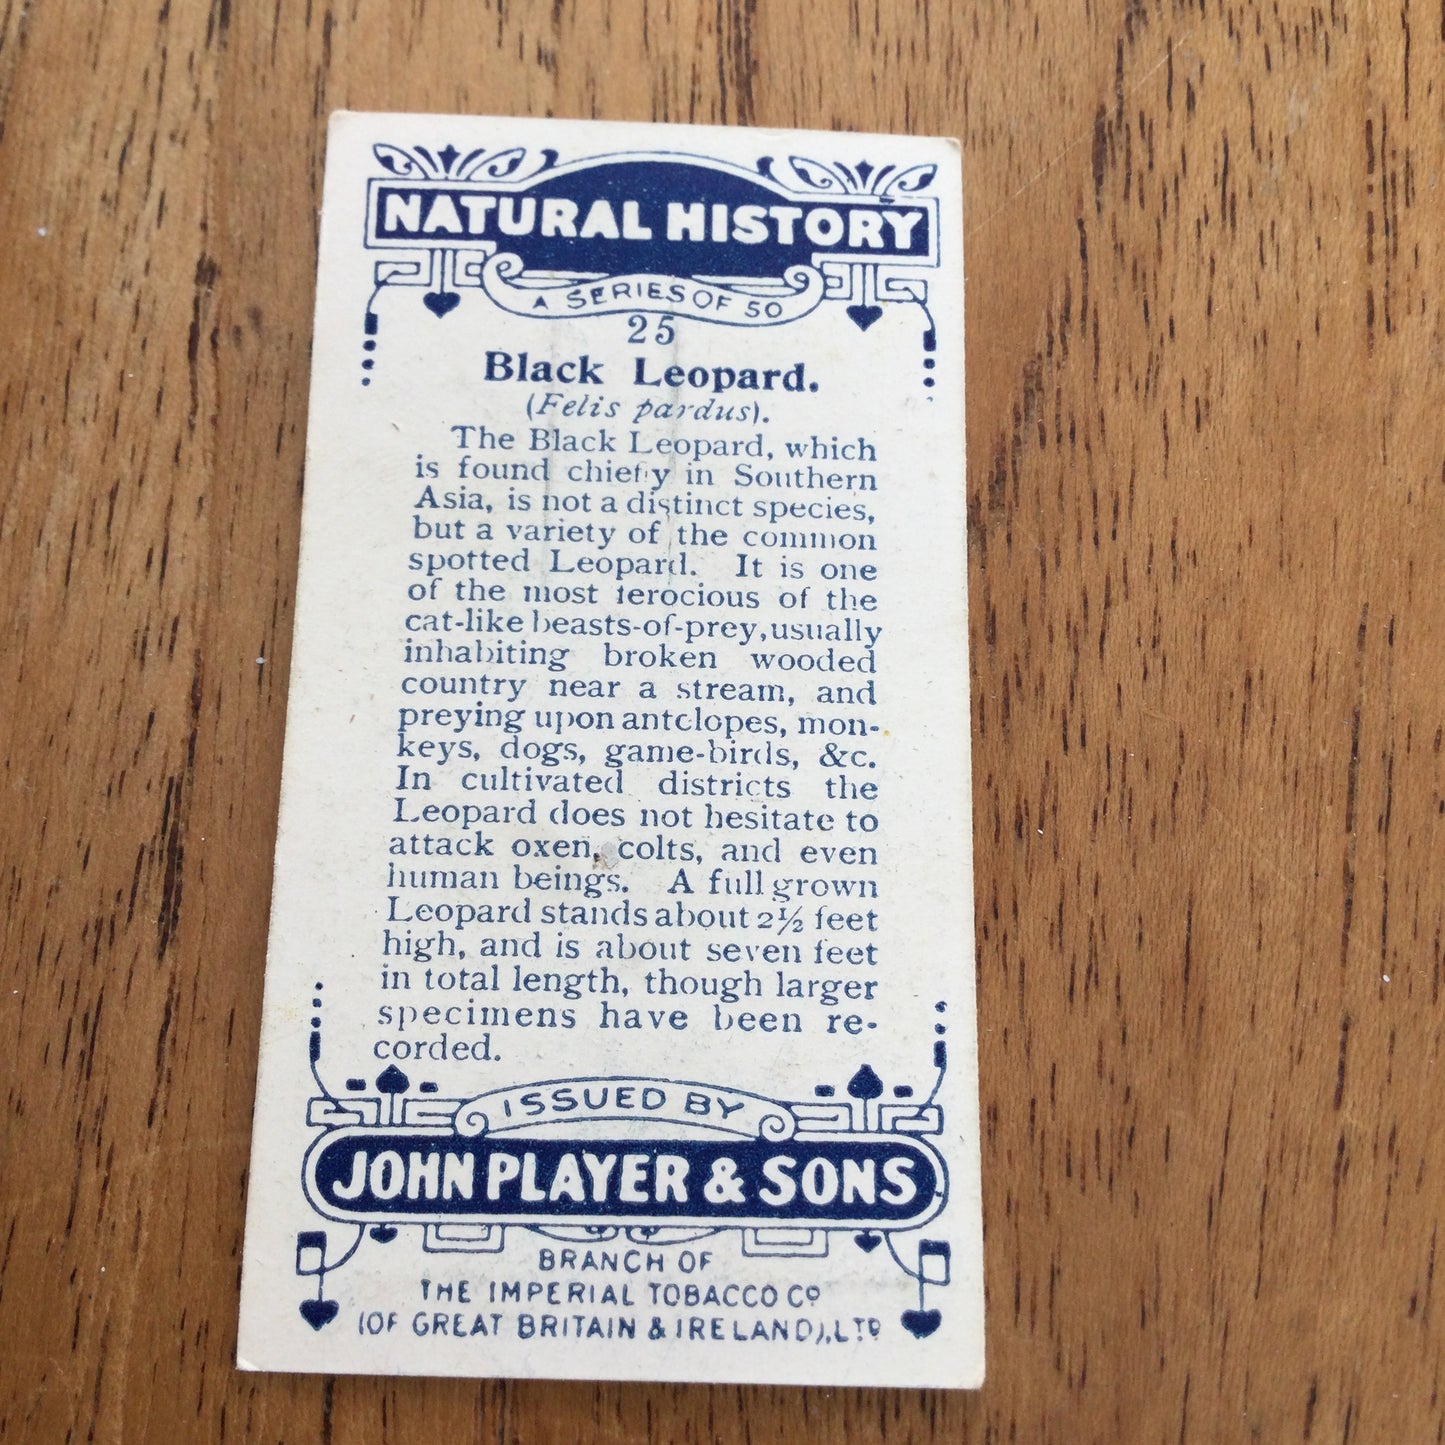 NATURAL HISTORY
A SERIES OF 50
25
Black Leopard.
(Felis pardus).
The Black Leopard, which
is found chiefly in Southern
Asia, is not a distinct species,
but a variety of the common
spotted Leopard. It is one
of the most ferocious of the
cat-like beasts-of-prey, usually
inhabiting broken wooded
country near a stream, and
preying upon antelopes, mon-
keys, dogs, game-birds, &c.
In cultivated districts the
Leopard does not hesitate to
attack oxen, colts, and even
human beings. A full grown
Leopard stands about 2½ feet
high, and is about seven feet
in total length, though larger
specimens have been re-
corded.
ISSUED BY
JOHN PLAYER & SONS
BRANCH OF
THE IMPERIAL TOBACCO CO
(OF GREAT BRITAIN & IRELAND), LTD